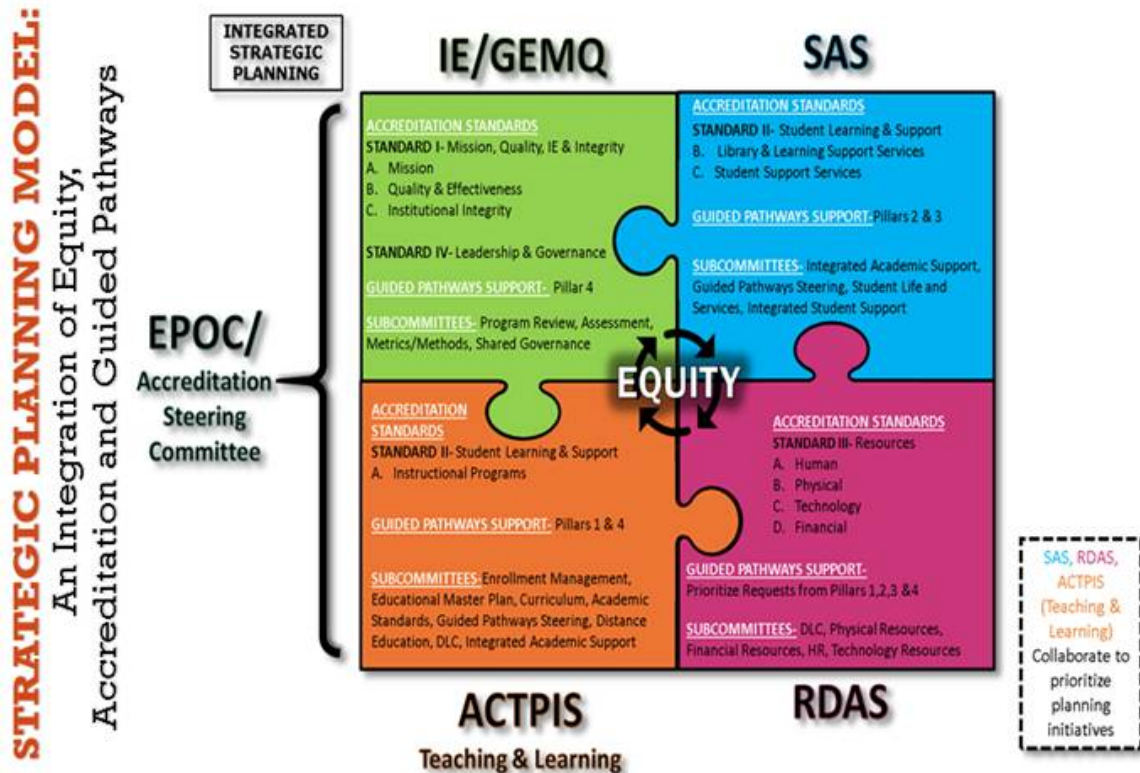 STRATEGIC PLANNING MODEL:
An Integration of Equity,
Accreditation and Guided Pathways
INTEGRATED
STRATEGIC
PLANNING
EPOC/
Accreditation
Steering
Committee
IE/GEMQ
ACCREDITATION STANDARDS
STANDARD I- Mission, Quality, IE & Integrity
A. Mission
B. Quality & Effectiveness
C. Institutional Integrity
STANDARD IV- Leadership & Governance
GUIDED PATHWAYS SUPPORT- Pillar 4
SUBCOMMITTEES- Program Review, Assessment,
Metrics/Methods, Shared Governance
SAS
ACCREDITATION STANDARDS
STANDARD II- Student Learning & Support
B. Library & Learning Support Services
C. Student Support Services
GUIDED PATHWAYS SUPPORT-Pillars 2 & 3
SUBCOMMITTEES- Integrated Academic Support,
Guided Pathways Steering, Student Life and
Services, Integrated Student Support
EQUITY
ACCREDITATION
STANDARDS
STANDARD II- Student Learning & Support
A. Instructional Programs
GUIDED PATHWAYS SUPPORT- Pillars 1 & 4
SUBCOMMITTEES-Enrollment Management,
Educational Master Plan, Curriculum, Academic
Standards, Guided Pathways Steering, Distance
Education, DLC, Integrated Academic Support
ACTPIS
Teaching & Learning
ACCREDITATION STANDARDS
STANDARD III- Resources
A. Human
B. Physical
C. Technology
D. Financial
GUIDED PATHWAYS SUPPORT-
Prioritize Requests from Pillars 1,2,3 &4
SUBCOMMITTEES- DLC, Physical Resources,
Financial Resources, HR, Technology Resources
RDAS
SAS, RDAS,
ACTPIS
(Teaching &
Learning)
Collaborate to
prioritize
planning
initiatives